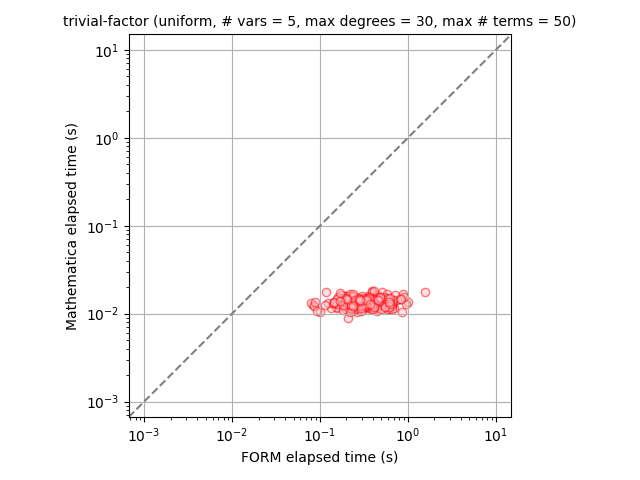 trivial-factor (uniform, # vars = 5, max degrees = 30, max # terms = 50)
Mathematica elapsed time (s)
10¹
10⁰
10⁻¹
10⁻²
10⁻³
10⁻³ 10⁻² 10⁻¹ 10⁰ 10¹
FORM elapsed time (s)